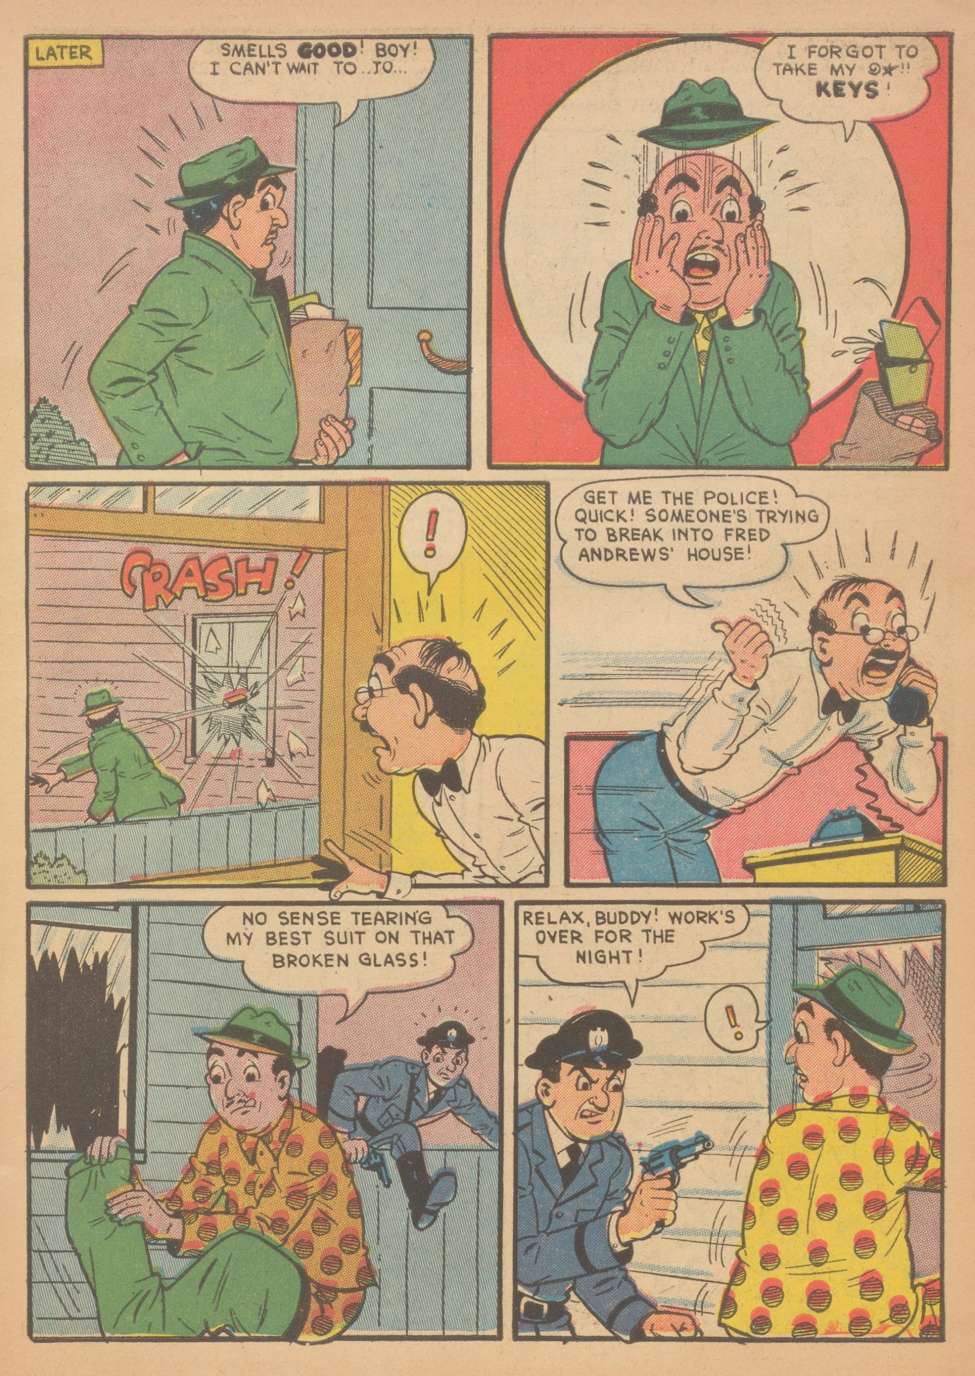 LATER
SMELLS GOOD! BOY!
I CAN'T WAIT TO..TO...
I FORGOT TO
TAKE MY @★!!
KEYS!
CRASH!
!
GET ME THE POLICE!
QUICK! SOMEONE'S TRYING
TO BREAK INTO FRED
ANDREWS' HOUSE!
NO SENSE TEARING
MY BEST SUIT ON THAT
BROKEN GLASS!
RELAX, BUDDY! WORK'S
OVER FOR THE
NIGHT!
!